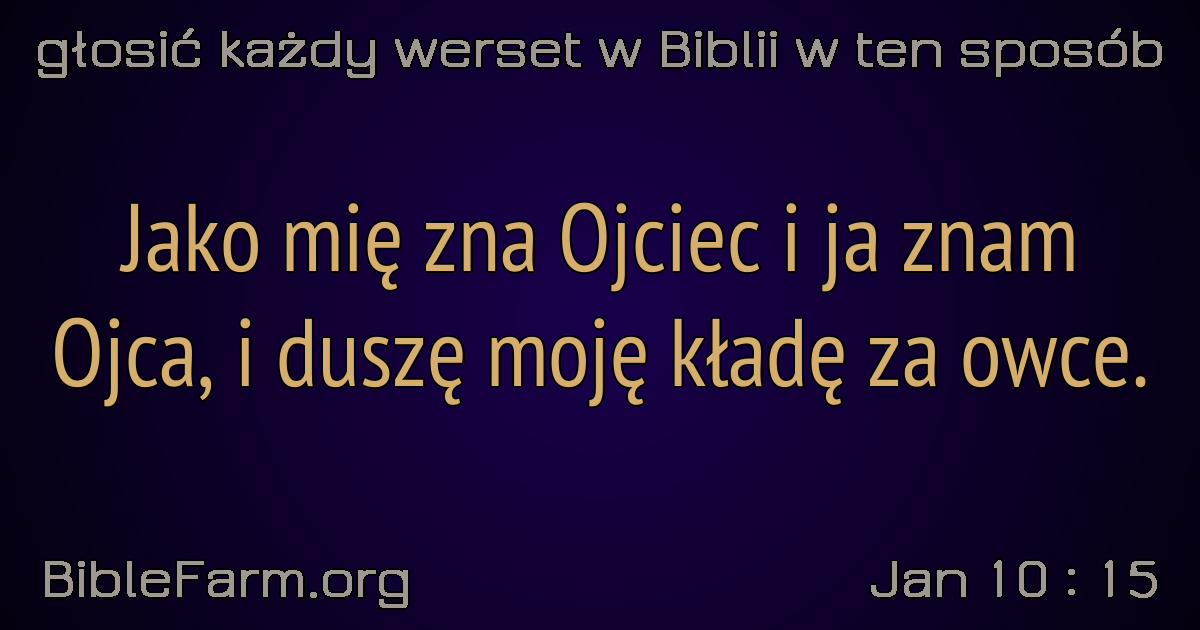 głosić każdy werset w Biblii w ten sposób
Jako mię zna Ojciec i ja znam
Ojca, i duszę moję kładę za owce.
BibleFarm.org
Jan 10 : 15